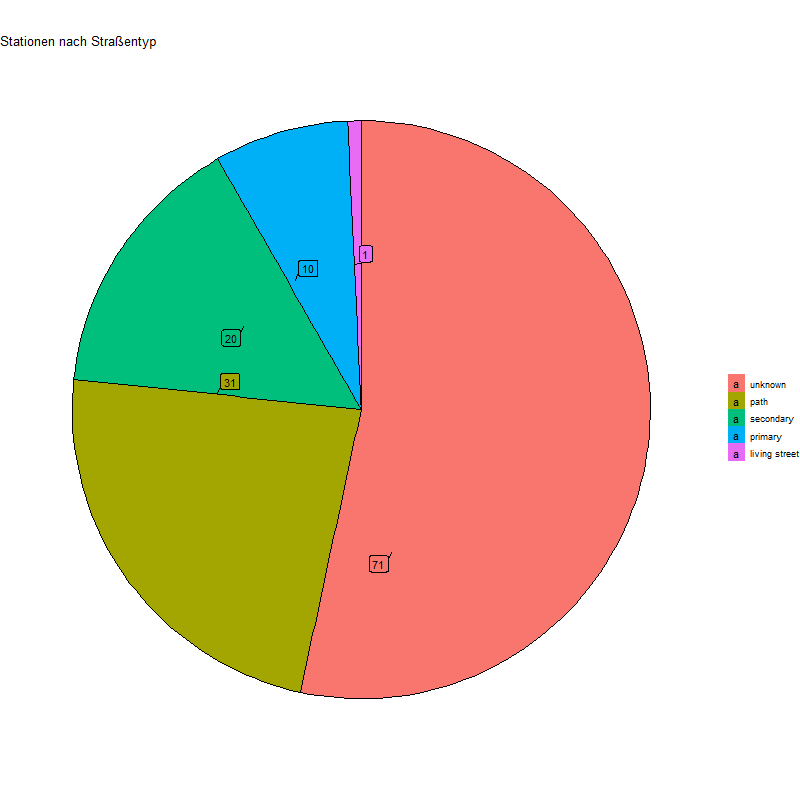 Stationen nach Straßentyp
1
10
20
31
71
a unknown
a path
a secondary
a primary
a living street